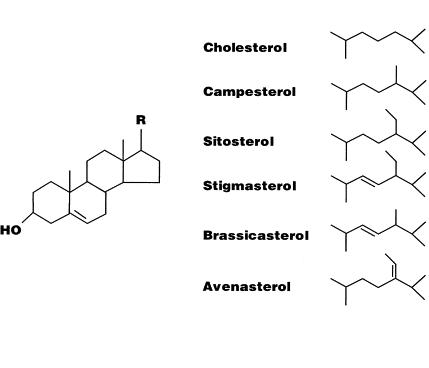 Cholesterol
Campesterol
R
Sitosterol
Stigmasterol
HO
Brassicasterol
Avenasterol